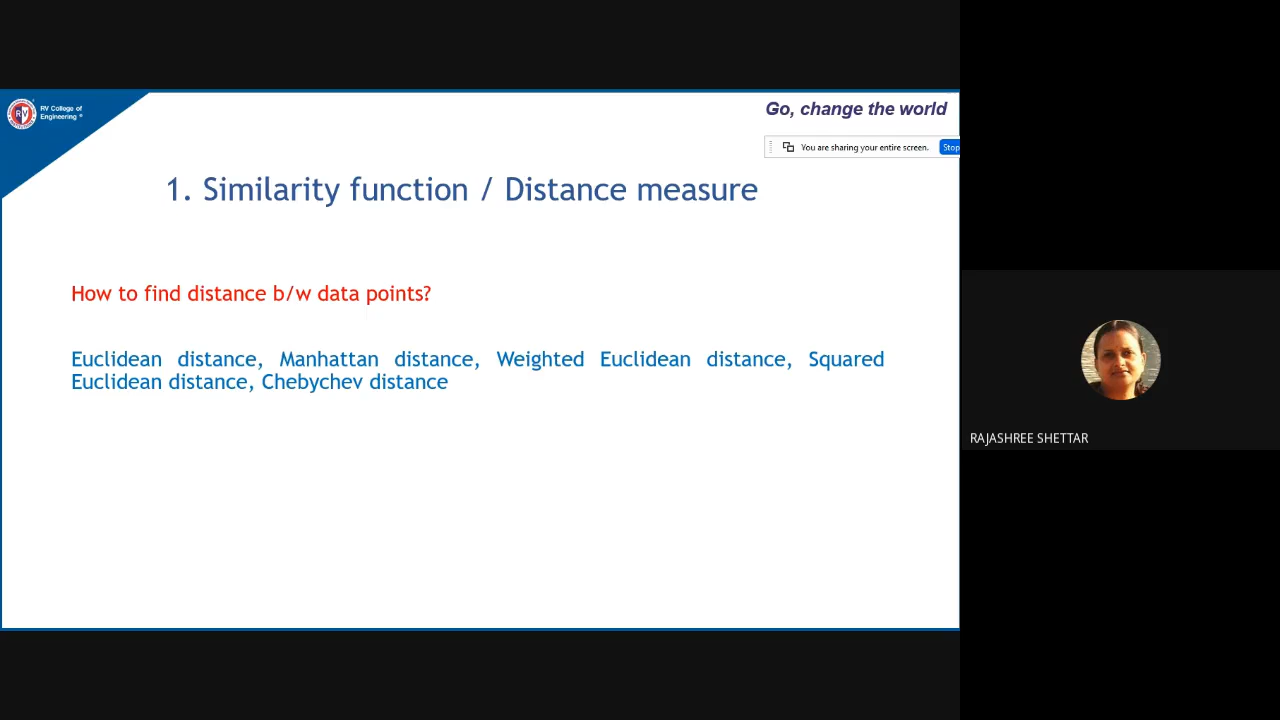 RV College of
Engineering
Go, change the world
You are sharing your entire screen.
Stop
1. Similarity function / Distance measure
How to find distance b/w data points?
Euclidean distance, Manhattan distance, Weighted Euclidean distance, Squared
Euclidean distance, Chebychev distance
RAJASHREE SHETTAR